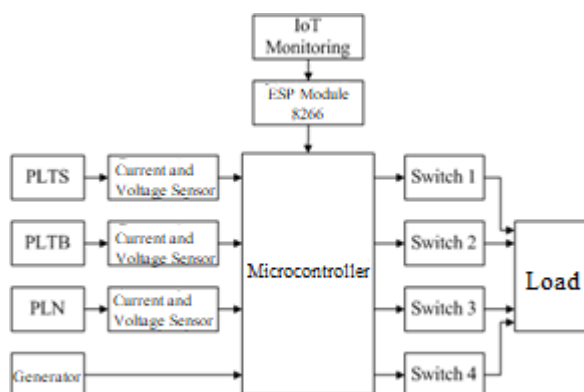 IoT
Monitoring
ESP Module
8266
PLTS
Current and
Voltage Sensor
Switch 1
PLTB
Current and
Voltage Sensor
Switch 2
Microcontroller
Load
PLN
Current and
Voltage Sensor
Switch 3
Generator
Switch 4